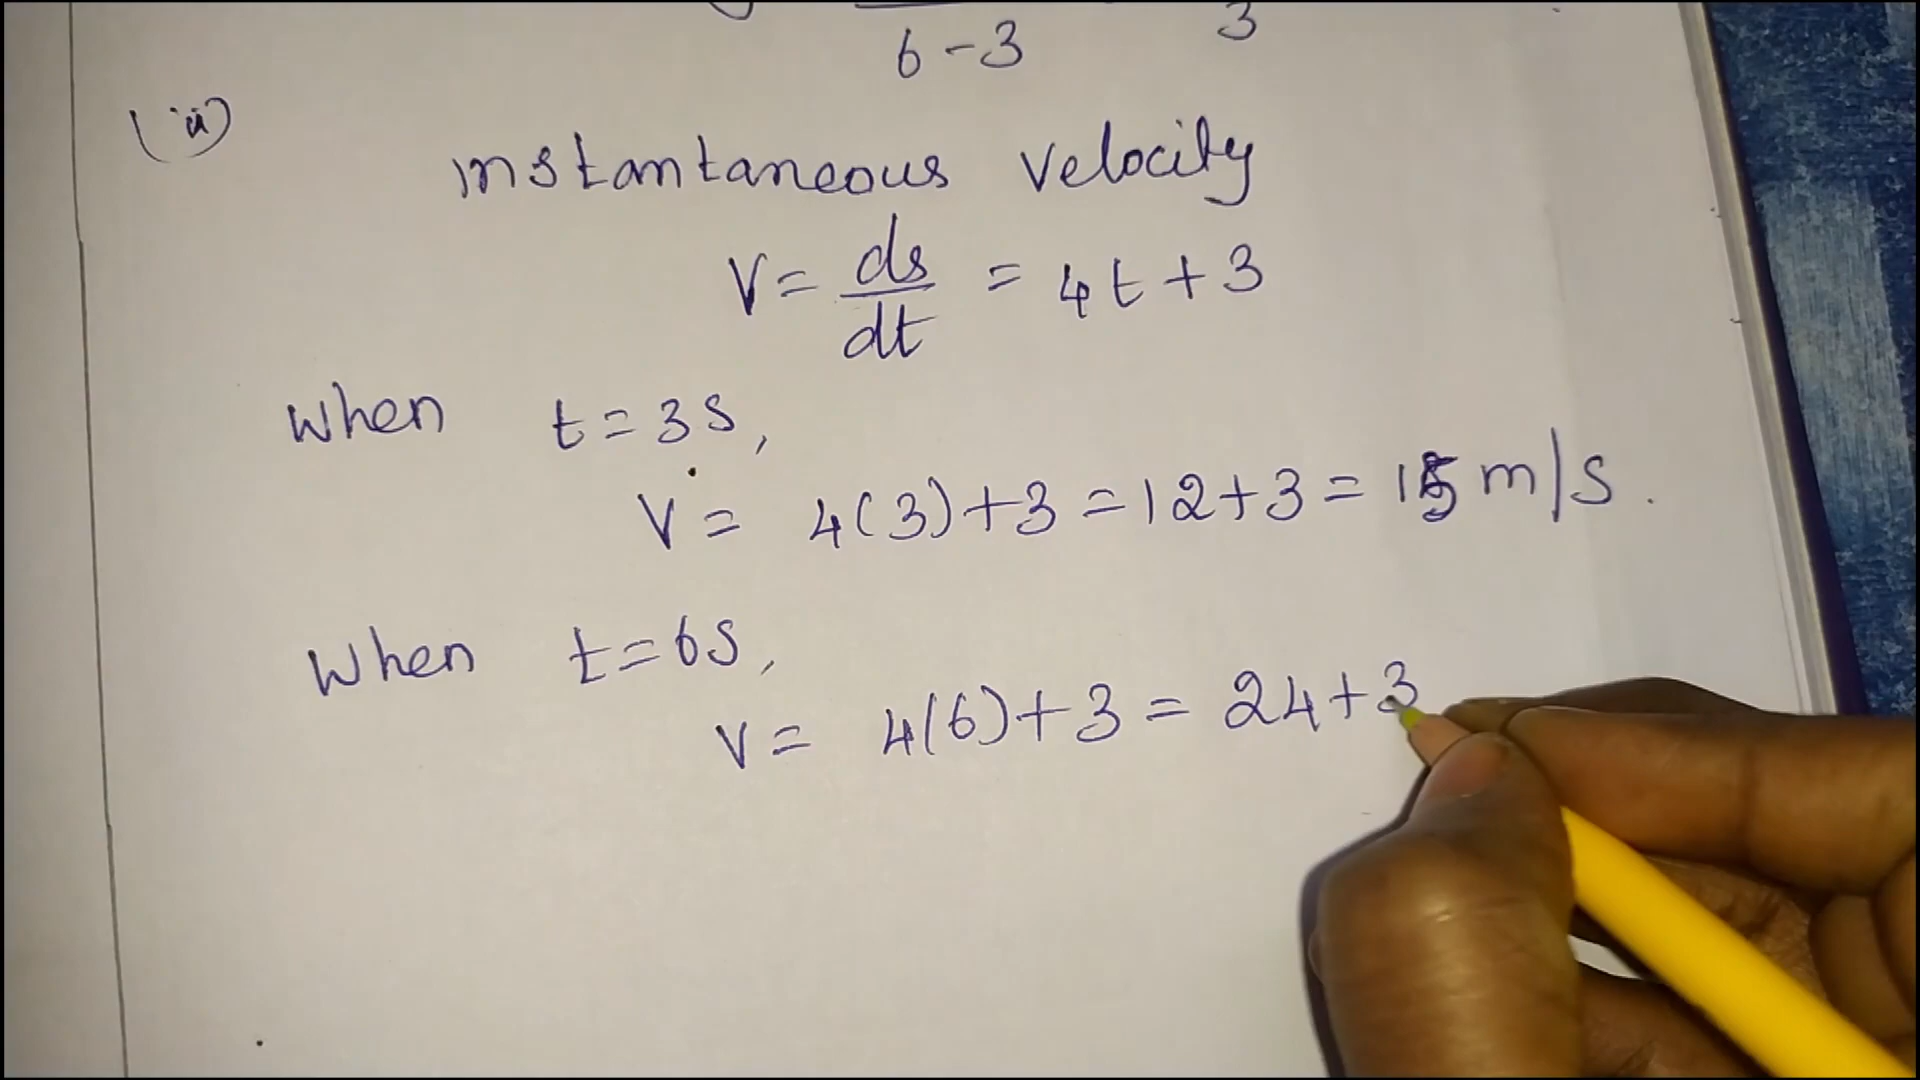 6-3 3
(ii)
instantaneous velocity
V = ds/dt = 4t+3
When t=3s,
V = 4(3)+3 = 12+3 = 15 m/s.
When t=6s,
V = 4(6)+3 = 24+3